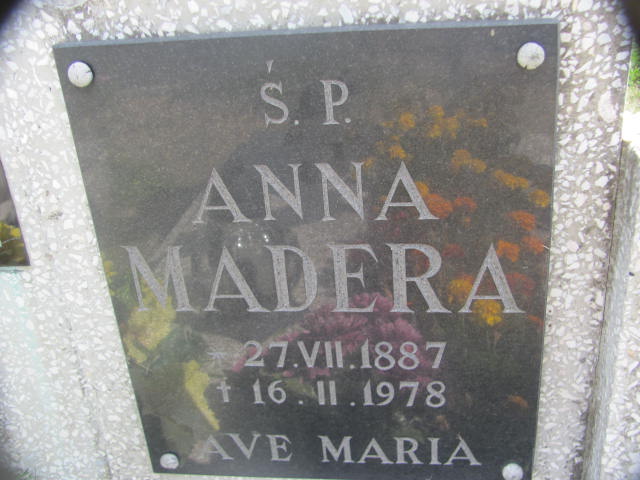 Ś. P.
ANNA
MADERA
* 27.VII.1887
† 16.II.1978
AVE MARIA